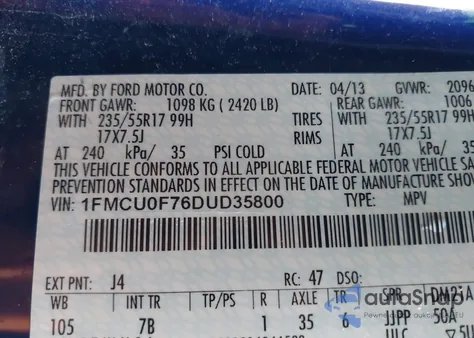 MFD. BY FORD MOTOR CO. DATE: 04/13 GVWR: 2096
FRONT GAWR: 1098 KG ( 2420 LB) REAR GAWR: 1006
WITH 235/55R17 99H TIRES WITH 235/55R17 99H
17X7.5J RIMS 17X7.5J
AT 240 kPa/ 35 PSI COLD AT 240 kPa/ 35
THIS VEHICLE CONFORMS TO ALL APPLICABLE FEDERAL MOTOR VEHICLE SA
PREVENTION STANDARDS IN EFFECT ON THE DATE OF MANUFACTURE SHOW
VIN: 1FMCU0F76DUD35800 TYPE: MPV
EXT PNT: J4 RC: 47 DSO:
WB INT TR TP/PS R AXLE TR SPR
105 7B 1 35 6 JJPP 50A
autoSnap